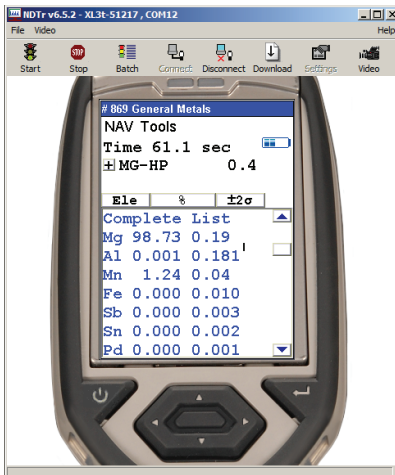 NDTr v6.5.2 - XL3t-51217 , COM12
File Video Help
Start Stop Batch Connect Disconnect Download Settings Video
# 869 General Metals
NAV Tools
Time 61.1 sec
MG-HP 0.4
Ele % ±2σ
Complete List
Mg 98.73 0.19
Al 0.001 0.181
Mn 1.24 0.04
Fe 0.000 0.010
Sb 0.000 0.003
Sn 0.000 0.002
Pd 0.000 0.001